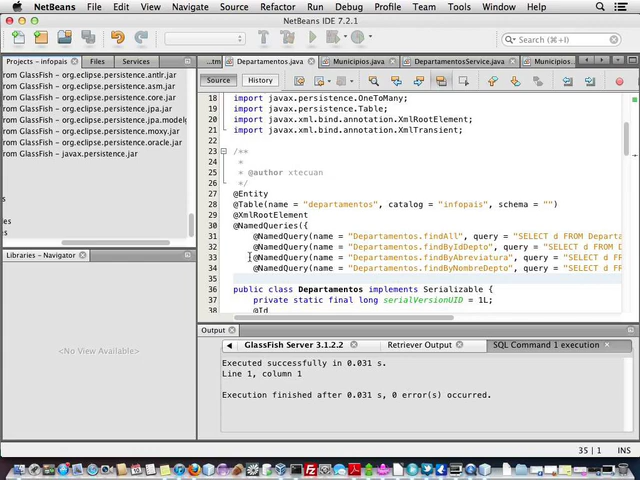 NetBeans File Edit View Navigate Source Refactor Run Debug Profile Team Tools Window Help
NetBeans IDE 7.2.1
Search (⌘+I)
Projects - infopais Files Services
...tm Departamentos.java Municipios.java DepartamentosService.java Municipios
Source History
rom GlassFish - org.eclipse.persistence.antlr.jar
rom GlassFish - org.eclipse.persistence.asm.jar
rom GlassFish - org.eclipse.persistence.core.jar
rom GlassFish - org.eclipse.persistence.jpa.jar
rom GlassFish - org.eclipse.persistence.jpa.modelg
rom GlassFish - org.eclipse.persistence.moxy.jar
rom GlassFish - org.eclipse.persistence.oracle.jar
rom GlassFish - javax.persistence.jar
s
ries
s
Libraries - Navigator
<No View Available>
18 import javax.persistence.OneToMany;
19 import javax.persistence.Table;
20 import javax.xml.bind.annotation.XmlRootElement;
21 import javax.xml.bind.annotation.XmlTransient;
22
23 /**
24 *
25 * @author xtecuan
26 */
27 @Entity
28 @Table(name = "departamentos", catalog = "infopais", schema = "")
29 @XmlRootElement
30 @NamedQueries({
31 @NamedQuery(name = "Departamentos.findAll", query = "SELECT d FROM Departa
32 @NamedQuery(name = "Departamentos.findByIdDepto", query = "SELECT d FROM D
33 @NamedQuery(name = "Departamentos.findByAbreviatura", query = "SELECT d FR
34 @NamedQuery(name = "Departamentos.findByNombreDepto", query = "SELECT d FR
35
36 public class Departamentos implements Serializable {
37 private static final long serialVersionUID = 1L;
38 @Id
Output
GlassFish Server 3.1.2.2 Retriever Output SQL Command 1 execution
Executed successfully in 0.031 s.
Line 1, column 1
Execution finished after 0.031 s, 0 error(s) occurred.
35 | 1 INS